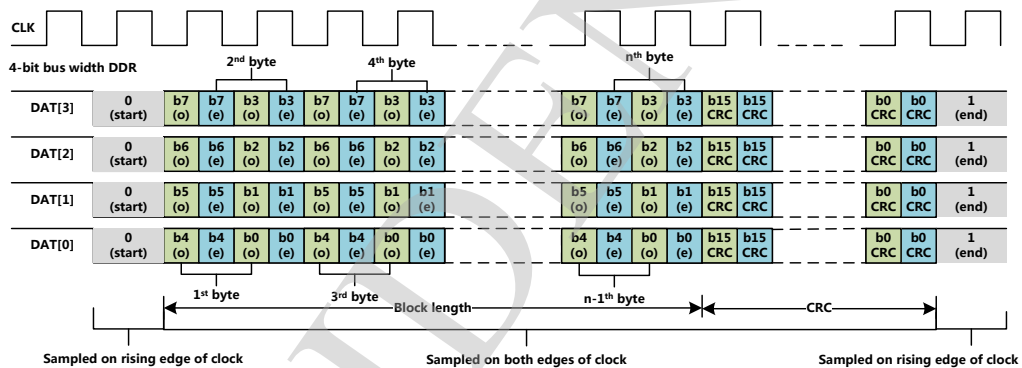 CLK
4-bit bus width DDR
2nd byte 4th byte nth byte
DAT[3] 0 (start) b7 (o) b7 (e) b3 (o) b3 (e) b7 (o) b7 (e) b3 (o) b3 (e) b7 (o) b7 (e) b3 (o) b3 (e) b15 CRC b15 CRC b0 CRC b0 CRC 1 (end)
DAT[2] 0 (start) b6 (o) b6 (e) b2 (o) b2 (e) b6 (o) b6 (e) b2 (o) b2 (e) b6 (o) b6 (e) b2 (o) b2 (e) b15 CRC b15 CRC b0 CRC b0 CRC 1 (end)
DAT[1] 0 (start) b5 (o) b5 (e) b1 (o) b1 (e) b5 (o) b5 (e) b1 (o) b1 (e) b5 (o) b5 (e) b1 (o) b1 (e) b15 CRC b15 CRC b0 CRC b0 CRC 1 (end)
DAT[0] 0 (start) b4 (o) b4 (e) b0 (o) b0 (e) b4 (o) b4 (e) b0 (o) b0 (e) b4 (o) b4 (e) b0 (o) b0 (e) b15 CRC b15 CRC b0 CRC b0 CRC 1 (end)
1st byte 3rd byte n-1th byte
Block length CRC
Sampled on rising edge of clock Sampled on both edges of clock Sampled on rising edge of clock